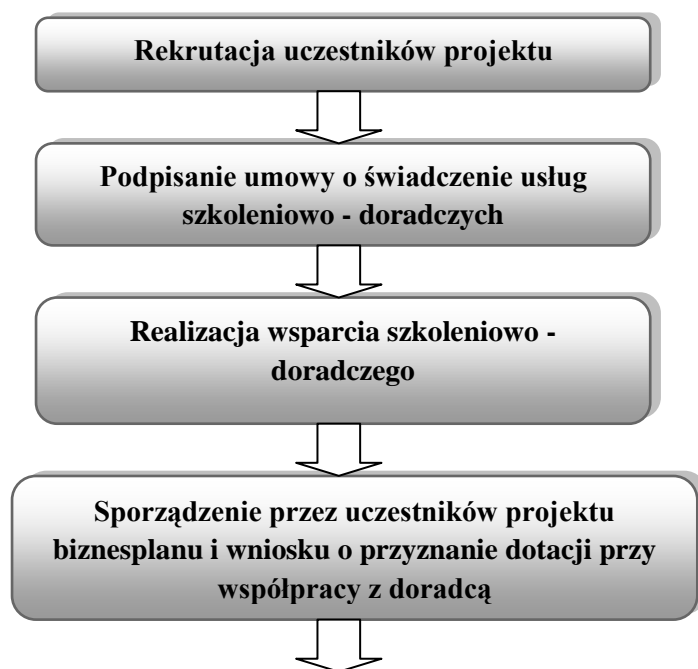 Rekrutacja uczestników projektu
Podpisanie umowy o świadczenie usług
szkoleniowo - doradczych
Realizacja wsparcia szkoleniowo -
doradczego
Sporządzenie przez uczestników projektu
biznesplanu i wniosku o przyznanie dotacji przy
współpracy z doradcą